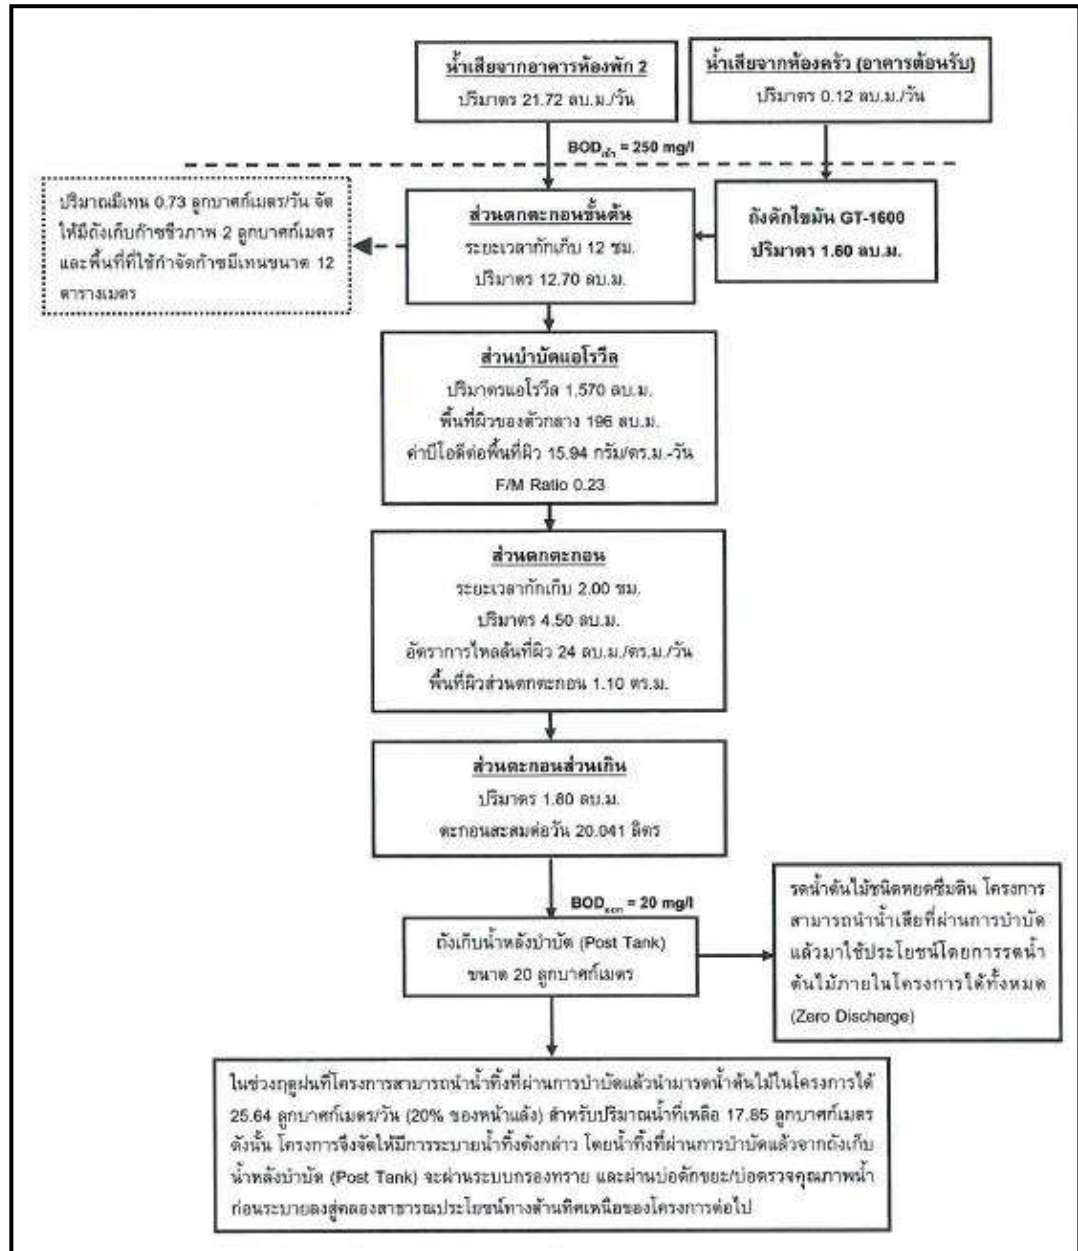 น้ำเสียจากอาคารห้องพัก 2
ปริมาตร 21.72 ลบ.ม./วัน
น้ำเสียจากห้องครัว (อาคารต้อนรับ)
ปริมาตร 0.12 ลบ.ม./วัน
BODเข้า = 250 mg/l
ปริมาณมีเทน 0.73 ลูกบาศก์เมตร/วัน จัด
ให้มีถังเก็บก๊าซชีวภาพ 2 ลูกบาศก์เมตร
และพื้นที่ที่ใช้กำจัดก๊าซมีเทนขนาด 12
ตารางเมตร
ส่วนตกตะกอนขั้นต้น
ระยะเวลากักเก็บ 12 ชม.
ปริมาตร 12.70 ลบ.ม.
ถังดักไขมัน GT-1600
ปริมาตร 1.60 ลบ.ม.
ส่วนบำบัดแอโรวีล
ปริมาตรแอโรวีล 1,570 ลบ.ม.
พื้นที่ผิวของตัวกลาง 196 ลบ.ม.
ค่าบีโอดีต่อพื้นที่ผิว 15.94 กรัม/ตร.ม.-วัน
F/M Ratio 0.23
ส่วนตกตะกอน
ระยะเวลากักเก็บ 2.00 ชม.
ปริมาตร 4.50 ลบ.ม.
อัตราการไหลล้นที่ผิว 24 ลบ.ม./ตร.ม./วัน
พื้นที่ผิวส่วนตกตะกอน 1.10 ตร.ม.
ส่วนตะกอนส่วนเกิน
ปริมาตร 1.80 ลบ.ม.
ตะกอนสะสมต่อวัน 20.041 ลิตร
BODออก = 20 mg/l
ถังเก็บน้ำหลังบำบัด (Post Tank)
ขนาด 20 ลูกบาศก์เมตร
รดน้ำต้นไม้ชนิดหยดซึมดิน โครงการ
สามารถนำน้ำเสียที่ผ่านการบำบัด
แล้วมาใช้ประโยชน์โดยการรดน้ำ
ต้นไม้ภายในโครงการได้ทั้งหมด
(Zero Discharge)
ในช่วงฤดูฝนที่โครงการสามารถนำน้ำทิ้งที่ผ่านการบำบัดแล้วนำมารดน้ำต้นไม้ในโครงการได้
25.64 ลูกบาศก์เมตร/วัน (20% ของหน้าแล้ง) สำหรับปริมาณน้ำที่เหลือ 17.85 ลูกบาศก์เมตร
ดังนั้น โครงการจึงจัดให้มีการระบายน้ำทิ้งดังกล่าว โดยน้ำทิ้งที่ผ่านการบำบัดแล้วจากถังเก็บ
น้ำหลังบำบัด (Post Tank) จะผ่านระบบกรองทราย และผ่านบ่อดักขยะ/บ่อตรวจคุณภาพน้ำ
ก่อนระบายลงสู่คลองสาธารณประโยชน์ทางด้านทิศเหนือของโครงการต่อไป